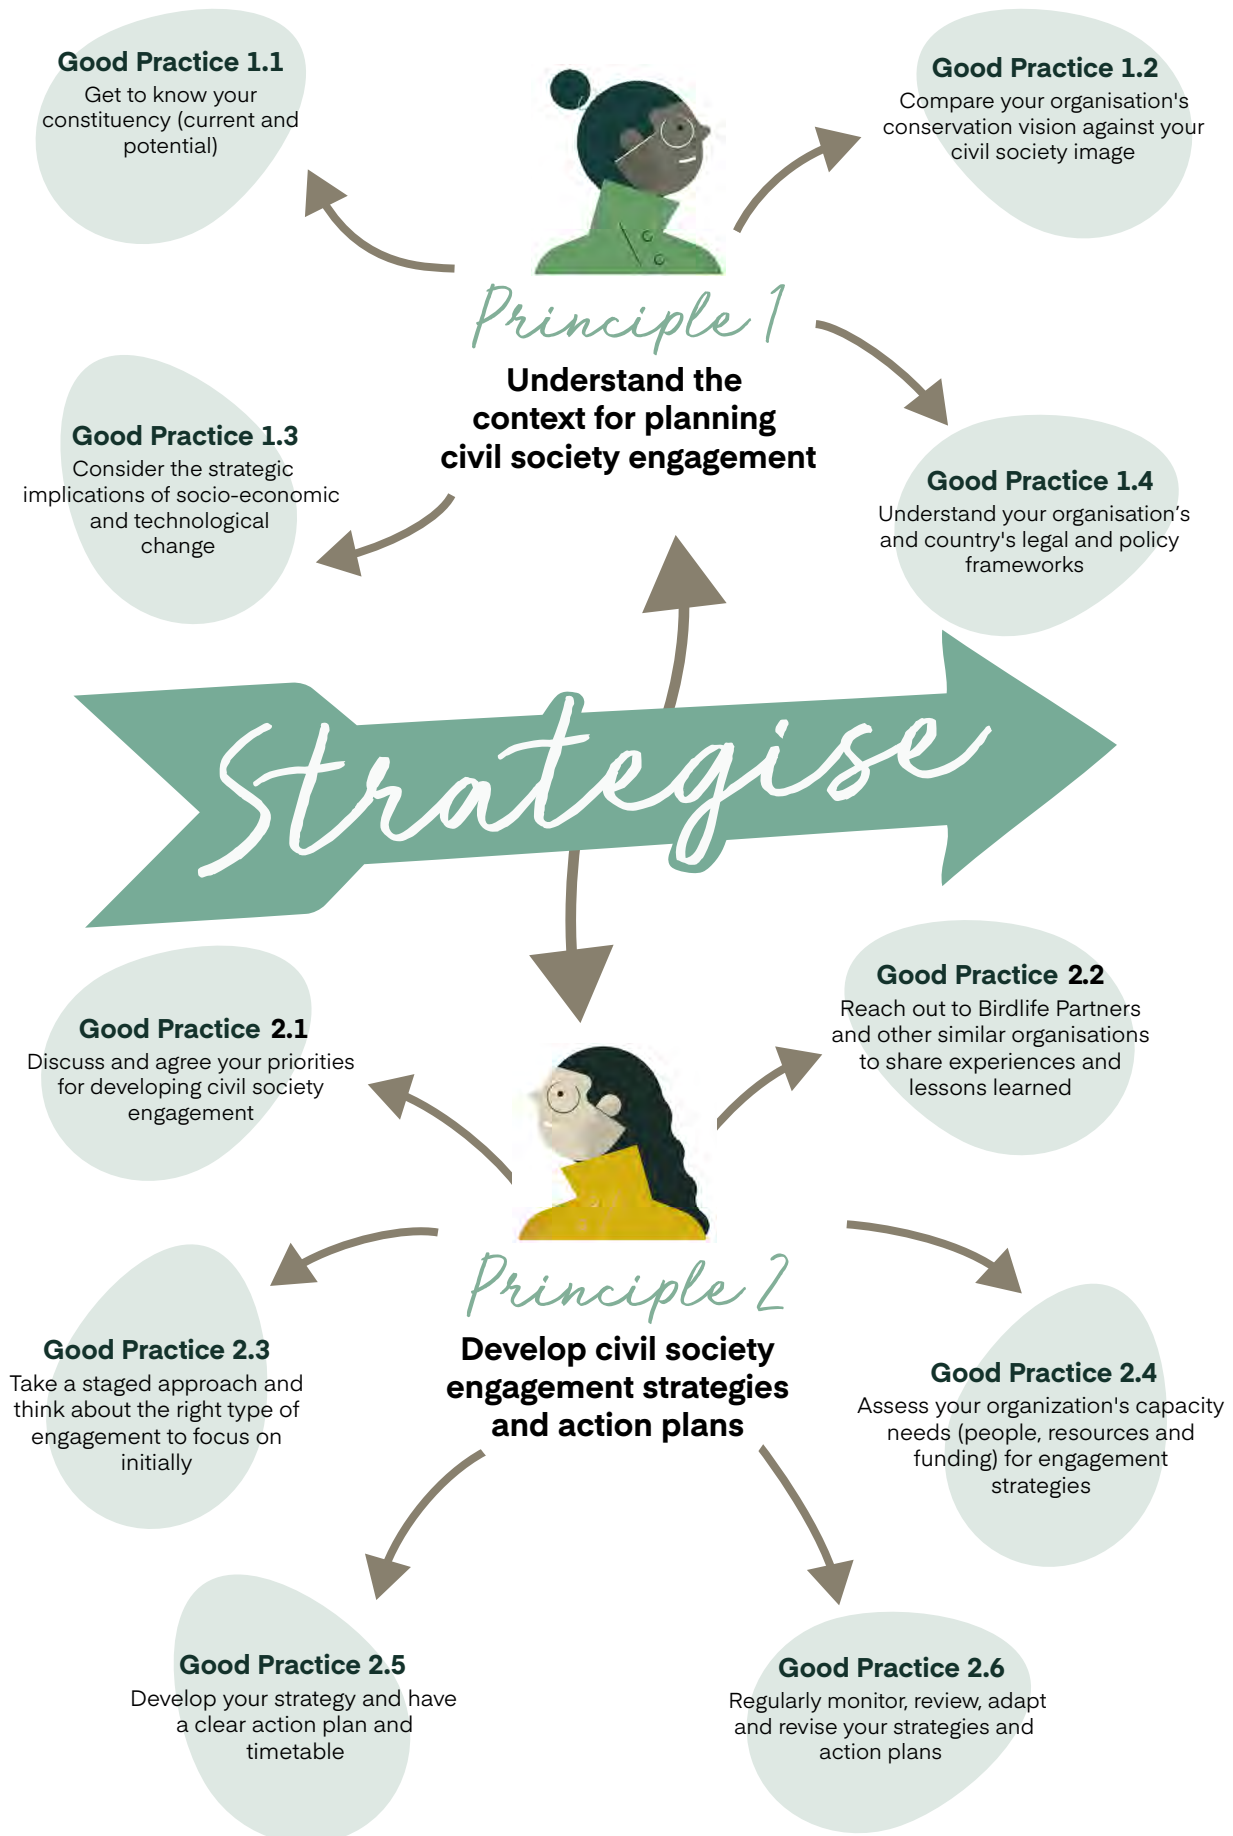 Good Practice 1.1
Get to know your
constituency (current and
potential)
Good Practice 1.2
Compare your organisation's
conservation vision against your
civil society image
Principle 1
Understand the
context for planning
civil society engagement
Good Practice 1.3
Consider the strategic
implications of socio-economic
and technological
change
Good Practice 1.4
Understand your organisation’s
and country's legal and policy
frameworks
Strategise
Good Practice 2.1
Discuss and agree your priorities
for developing civil society
engagement
Good Practice 2.2
Reach out to Birdlife Partners
and other similar organisations
to share experiences and
lessons learned
Principle 2
Develop civil society
engagement strategies
and action plans
Good Practice 2.3
Take a staged approach and
think about the right type of
engagement to focus on
initially
Good Practice 2.4
Assess your organization's capacity
needs (people, resources and
funding) for engagement
strategies
Good Practice 2.5
Develop your strategy and have
a clear action plan and
timetable
Good Practice 2.6
Regularly monitor, review, adapt
and revise your strategies and
action plans